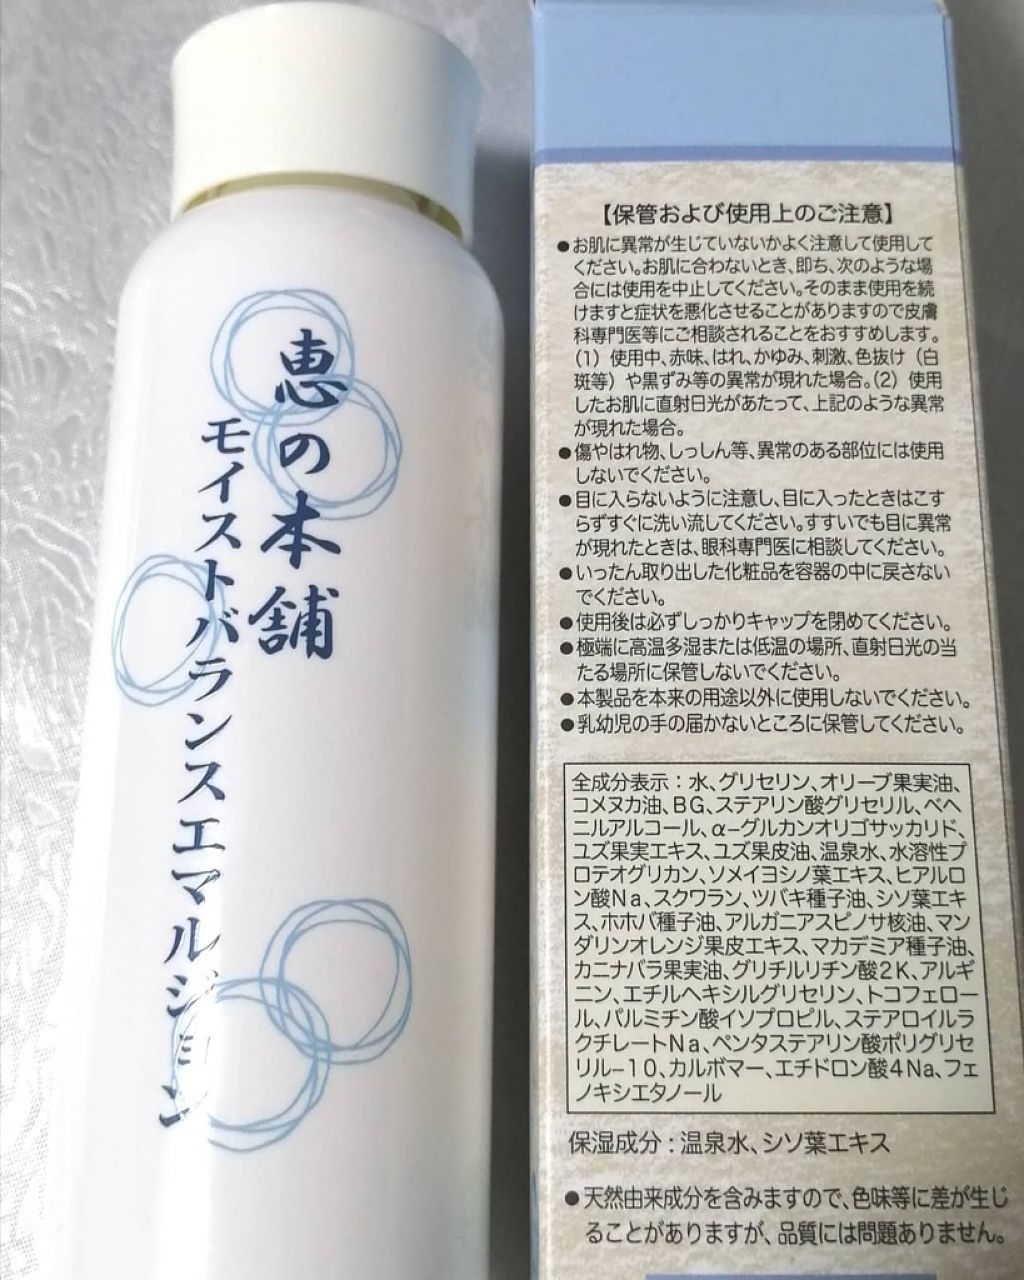 恵の本舗
モイストバランスエマルジョン
【保管および使用上のご注意】
●お肌に異常が生じていないかよく注意して使用して
ください。お肌に合わないとき、即ち、次のような場
合には使用を中止してください。そのまま使用を続
けますと症状を悪化させることがありますので皮膚
科専門医等にご相談されることをおすすめします。
(1) 使用中、赤味、はれ、かゆみ、刺激、色抜け(白
斑等)や黒ずみ等の異常が現れた場合。(2) 使用
したお肌に直射日光があたって、上記のような異常
が現れた場合。
●傷やはれ物、しっしん等、異常のある部位には使用
しないでください。
●目に入らないように注意し、目に入ったときはこす
らずすぐに洗い流してください。すすいでも目に異常
が現れたときは、眼科専門医に相談してください。
●いったん取り出した化粧品を容器の中に戻さない
でください。
●使用後は必ずしっかりキャップを閉めてください。
●極端に高温多湿または低温の場所、直射日光の当
たる場所に保管しないでください。
●本製品を本来の用途以外に使用しないでください。
●乳幼児の手の届かないところに保管してください。
全成分表示:水、グリセリン、オリーブ果実油、
コメヌカ油、BG、ステアリン酸グリセリル、ベヘ
ニルアルコール、α-グルカンオリゴサッカリド、
ユズ果実エキス、ユズ果皮油、温泉水、水溶性プ
ロテオグリカン、ソメイヨシノ葉エキス、ヒアルロ
ン酸Na、スクワラン、ツバキ種子油、シソ葉エキ
ス、ホホバ種子油、アルガニアスピノサ核油、マン
ダリンオレンジ果皮エキス、マカデミア種子油、
カニナバラ果実油、グリチルリチン酸2K、アルギ
ニン、エチルヘキシルグリセリン、トコフェロー
ル、パルミチン酸イソプロピル、ステアロイルラ
クチレートNa、ペンタステアリン酸ポリグリセ
リル-10、カルボマー、エチドロン酸4Na、フェ
ノキシエタノール
保湿成分:温泉水、シソ葉エキス
●天然由来成分を含みますので、色味等に差が生じ
ることがありますが、品質には問題ありません。